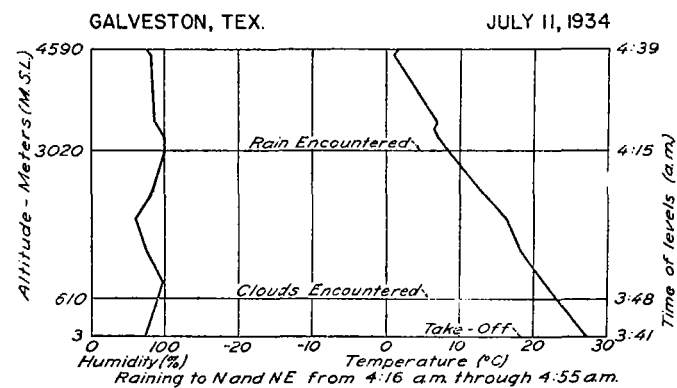 GALVESTON, TEX. JULY 11, 1934
4590 4:39
Rain Encountered
3020 4:15
Altitude - Meters (M.S.L.)
Time of levels (a.m.)
Clouds Encountered
610 3:48
Take-Off
3 3:41
0 100 -20 -10 0 10 20 30
Humidity (%) Temperature (°C)
Raining to N and NE from 4:16 a.m. through 4:55 a.m.